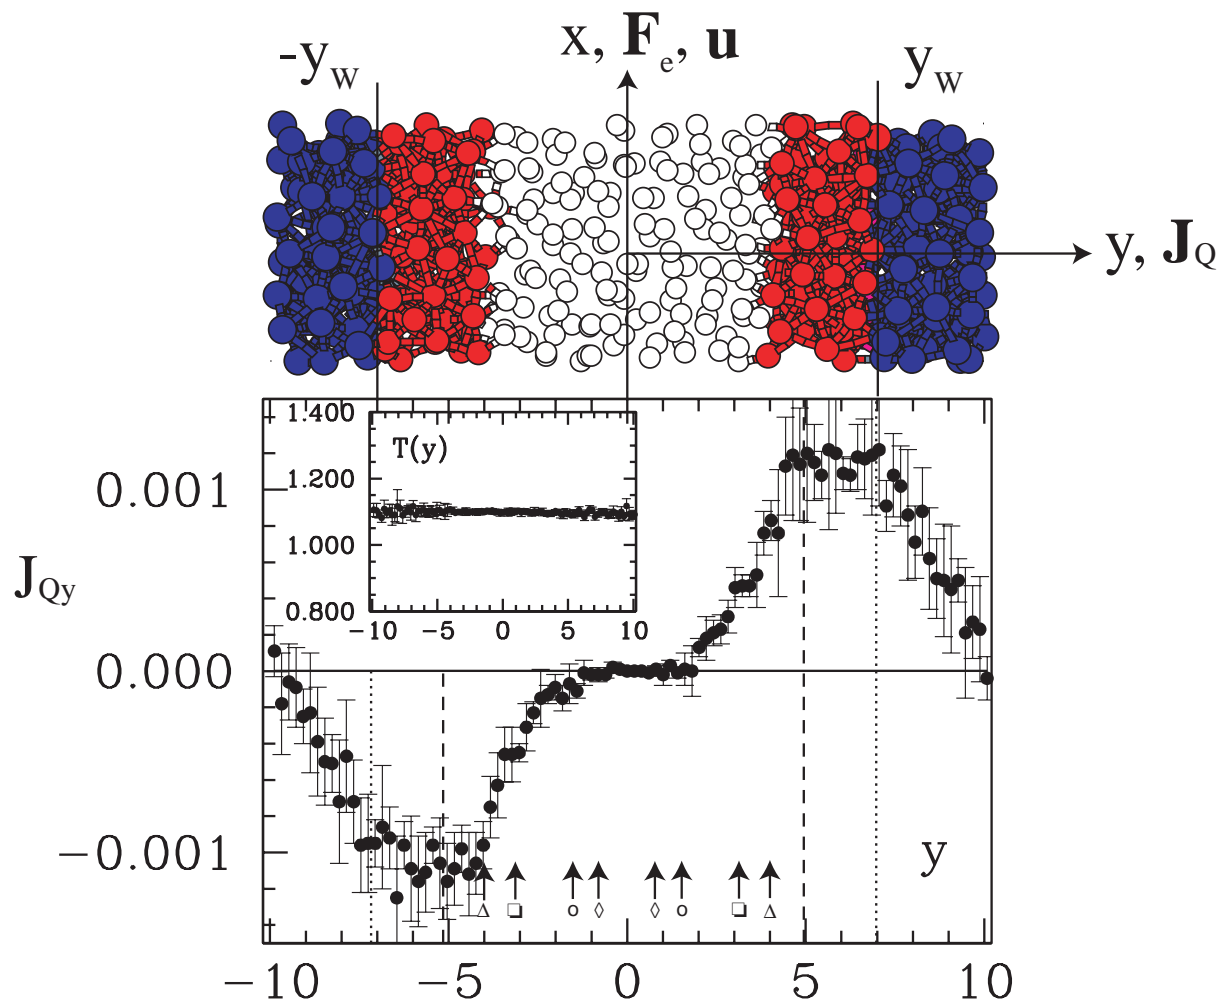 x, F_e, u
-y_W y_W
y, J_Q
1.400
T(y)
1.200
1.000
0.800
-10 -5 0 5 10
0.001
J_Qy
0.000
-0.001
y
Δ ❏ o ◊ ◊ o ❏ Δ
-10 -5 0 5 10